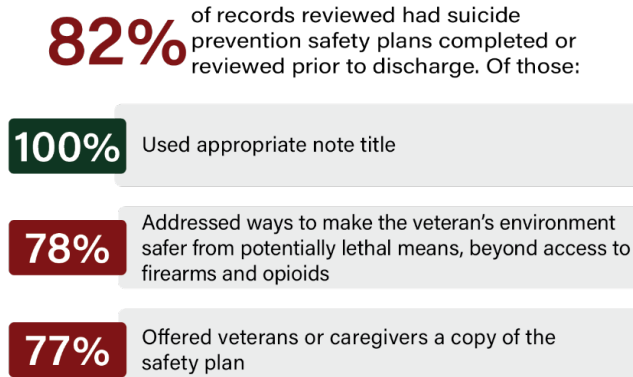 82% of records reviewed had suicide
prevention safety plans completed or
reviewed prior to discharge. Of those:
100% Used appropriate note title
78% Addressed ways to make the veteran’s environment
safer from potentially lethal means, beyond access to
firearms and opioids
77% Offered veterans or caregivers a copy of the
safety plan